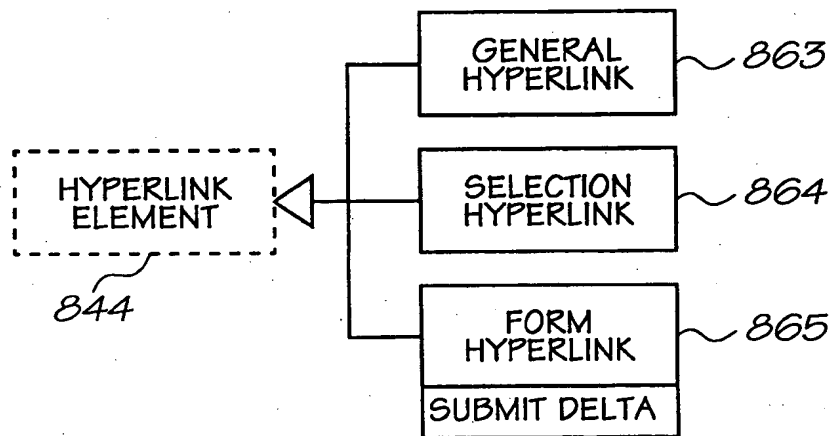 GENERAL
HYPERLINK
863
HYPERLINK
ELEMENT
844
SELECTION
HYPERLINK
864
FORM
HYPERLINK
865
SUBMIT DELTA